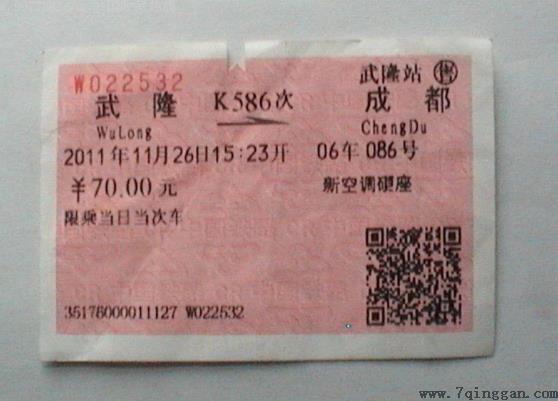 W022532 武隆站 售
武隆 K586次 成都
WuLong ChengDu
2011年11月26日15:23开 06车 086号
￥70.00元 新空调硬座
限乘当日当次车
35176000011127 W022532
www.7qinggan.com